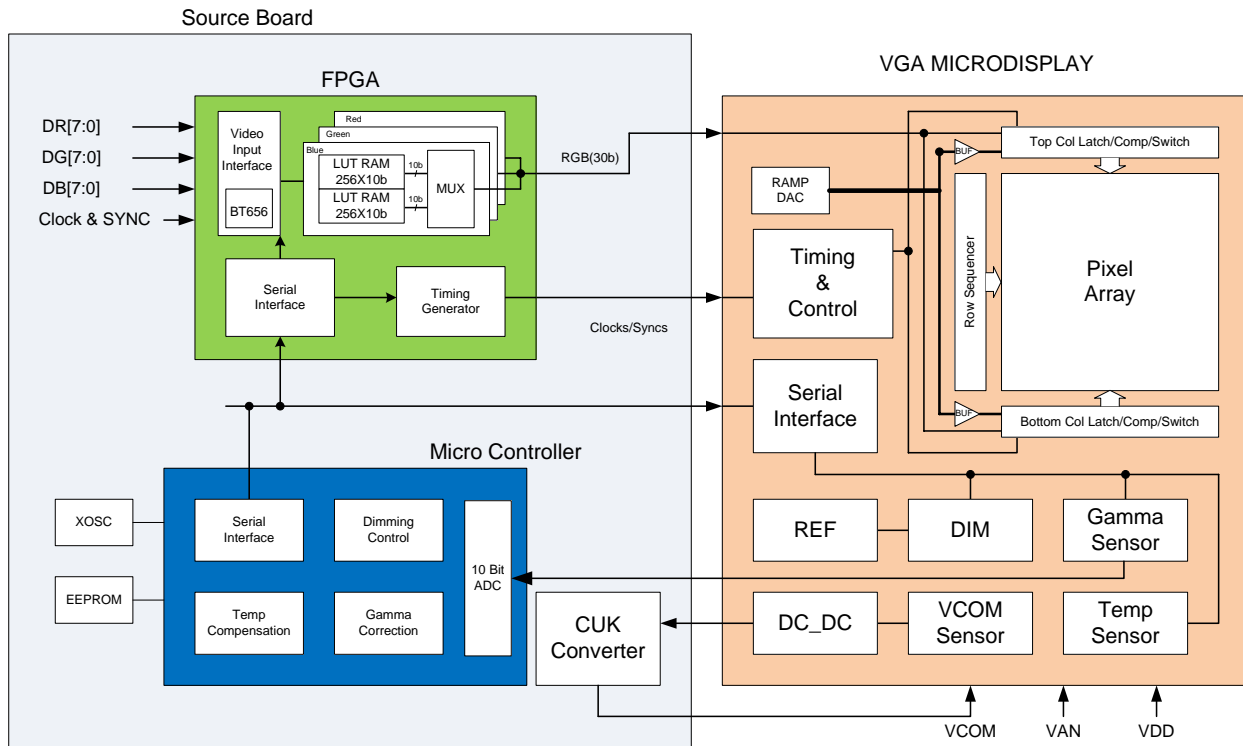 Source Board
FPGA
VGA MICRODISPLAY
DR[7:0]
DG[7:0]
DB[7:0]
Clock & SYNC
Video
Input
Interface
BT656
Red
Green
Blue
LUT RAM
256X10b
10b
LUT RAM
256X10b
10b
MUX
RGB(30b)
Serial
Interface
Timing
Generator
Clocks/Syncs
RAMP
DAC
BUF
Top Col Latch/Comp/Switch
Timing
&
Control
Row Sequencer
Pixel
Array
Serial
Interface
BUF
Bottom Col Latch/Comp/Switch
Micro Controller
XOSC
EEPROM
Serial
Interface
Dimming
Control
10 Bit
ADC
Temp
Compensation
Gamma
Correction
CUK
Converter
REF
DIM
Gamma
Sensor
DC_DC
VCOM
Sensor
Temp
Sensor
VCOM
VAN
VDD